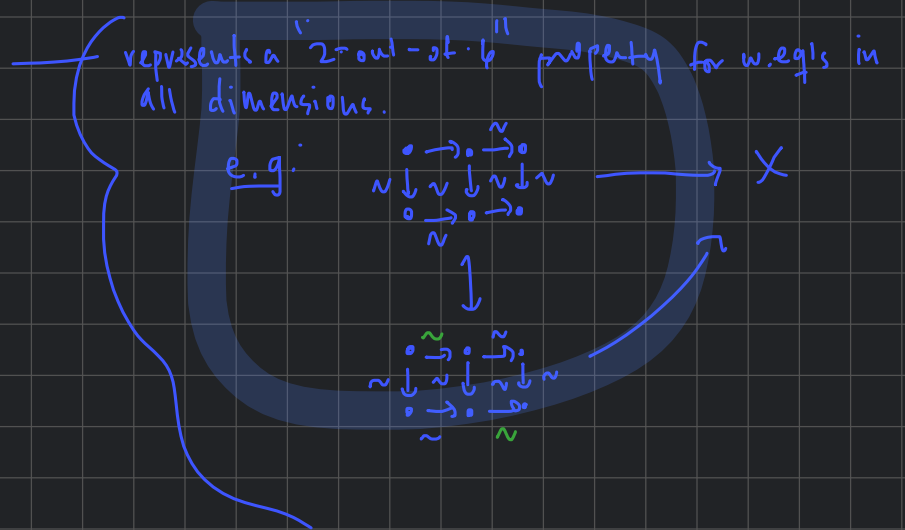 represents a "2-out-of-6" property for w.eq's in
all dimensions.
e.g.
~
~ ~ ~ ~
~
X
~ ~
~ ~ ~ ~
~ ~